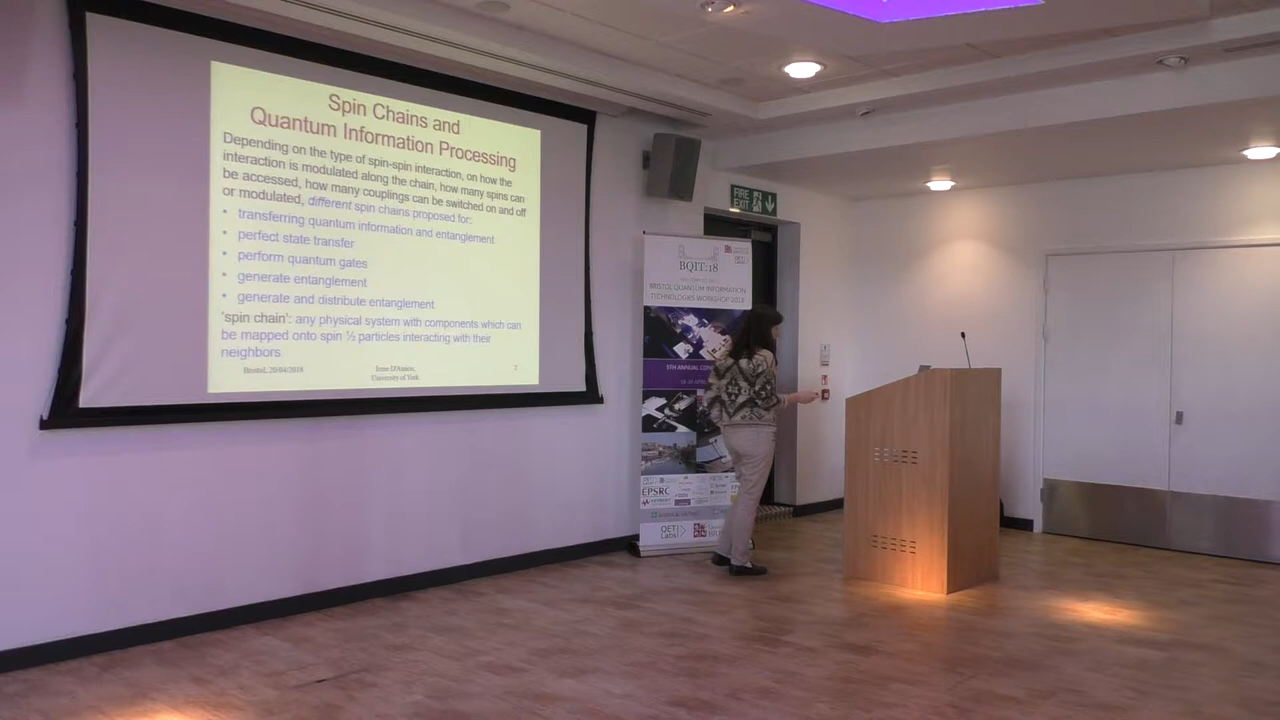 Spin Chains and
Quantum Information Processing
Depending on the type of spin-spin interaction, on how the
interaction is modulated along the chain, how many spins can
be accessed, how many couplings can be switched on and off
or modulated, different spin chains proposed for:
• transferring quantum information and entanglement
• perfect state transfer
• perform quantum gates
• generate entanglement
• generate and distribute entanglement
'spin chain': any physical system with components which can
be mapped onto spin ½ particles interacting with their
neighbors
Bristol, 20/04/2018
Irene D'Amico,
University of York
2
FIRE
EXIT
BQIT:18
BRISTOL QUANTUM INFORMATION
TECHNOLOGIES WORKSHOP 2018
5TH ANNUAL
EPSRC
QET
Labs